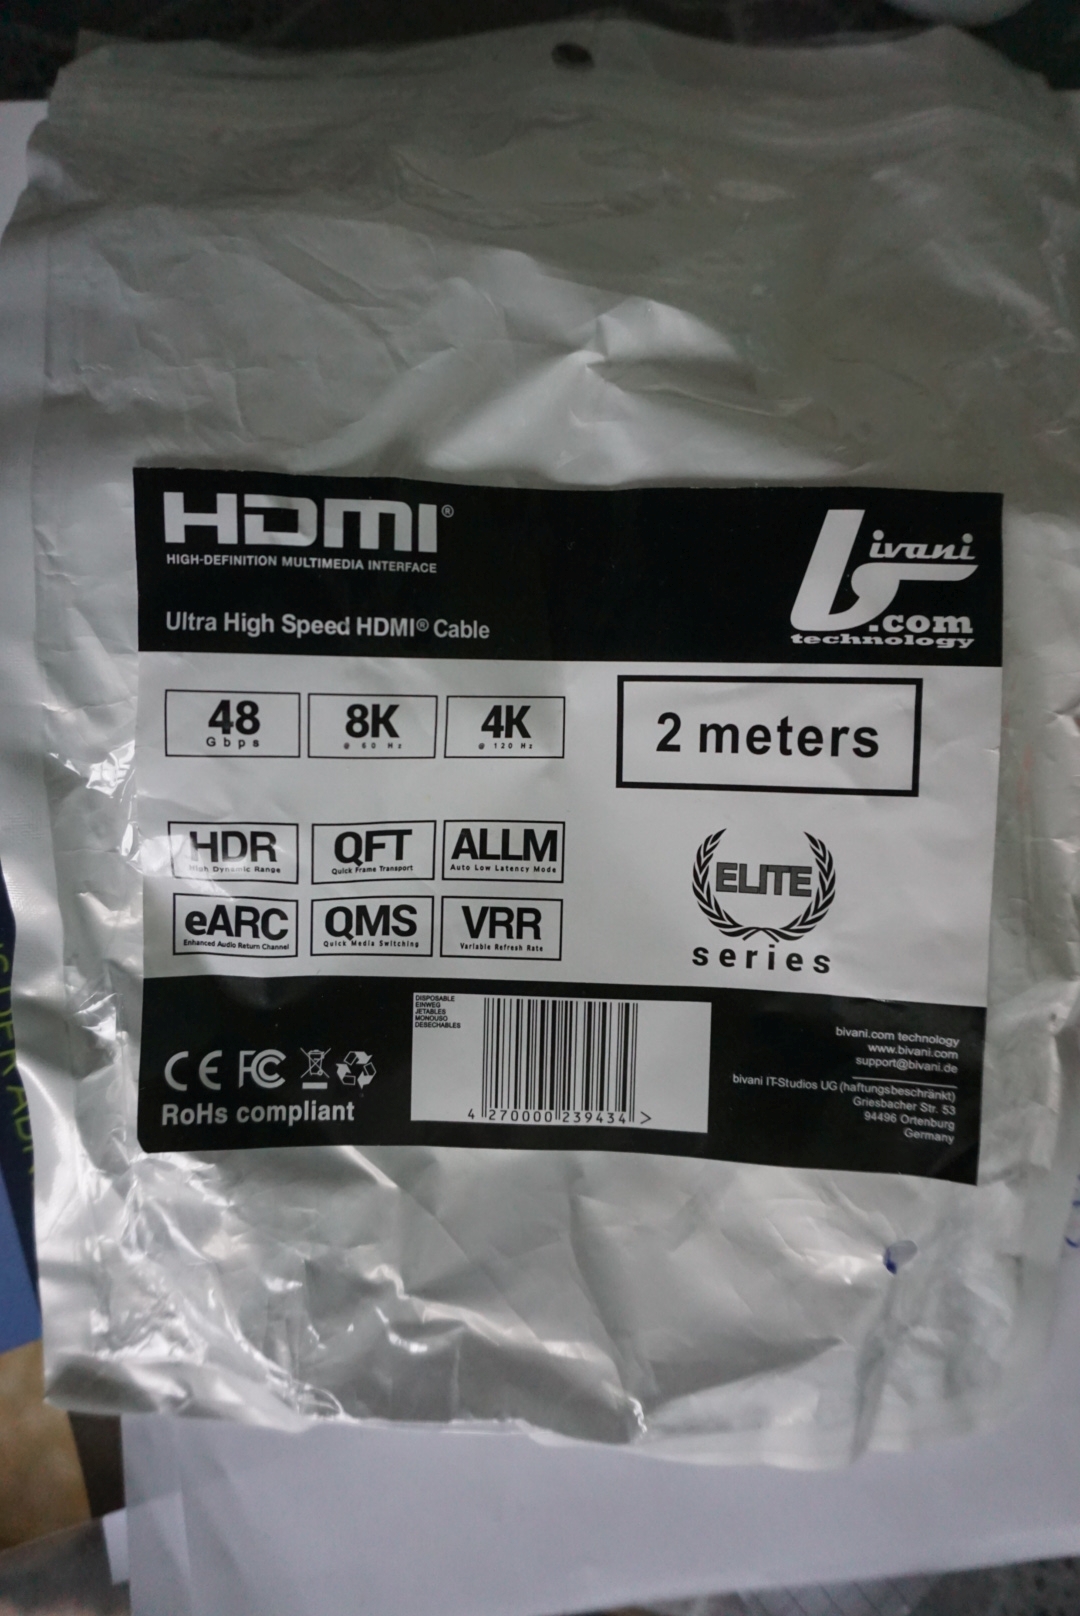 HDMI®
HIGH-DEFINITION MULTIMEDIA INTERFACE
Ultra High Speed HDMI® Cable
bivani
.com
technology
48
Gbps
8K
@ 60 Hz
4K
@ 120 Hz
2 meters
HDR
High Dynamic Range
QFT
Quick Frame Transport
ALLM
Auto Low Latency Mode
eARC
Enhanced Audio Return Channel
QMS
Quick Media Switching
VRR
Variable Refresh Rate
ELITE
series
CE FC
RoHs compliant
DISPOSABLE
EINWEG
JETABLES
MONOUSO
DESECHABLES
4 270000 239434 >
bivani.com technology
www.bivani.com
support@bivani.de
bivani IT-Studios UG (haftungsbeschränkt)
Griesbacher Str. 53
94496 Ortenburg
Germany